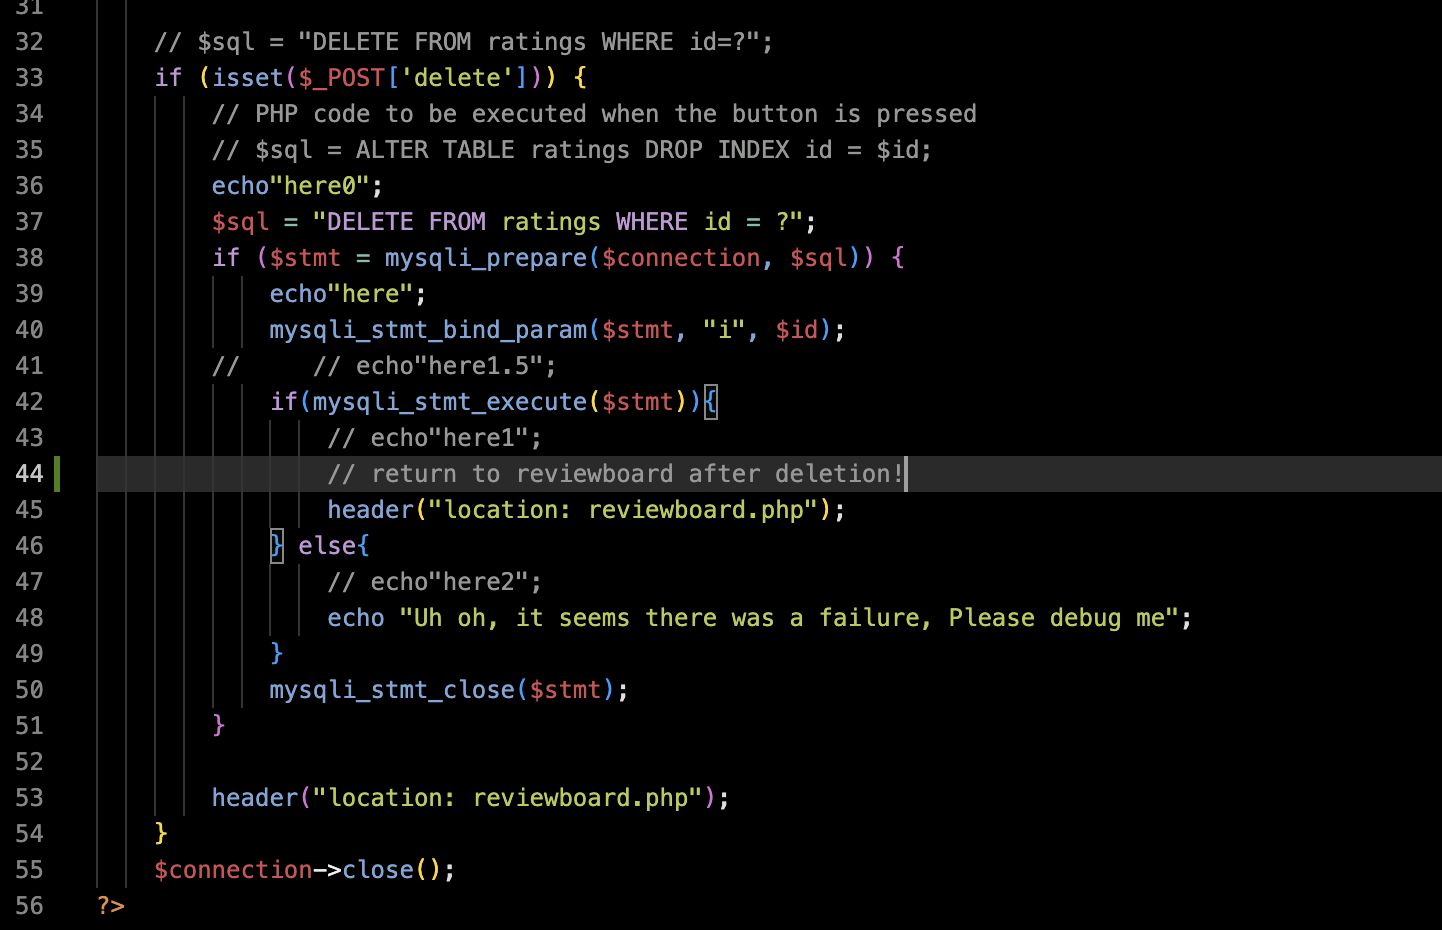 31
32 // $sql = "DELETE FROM ratings WHERE id=?";
33 if (isset($_POST['delete'])) {
34 // PHP code to be executed when the button is pressed
35 // $sql = ALTER TABLE ratings DROP INDEX id = $id;
36 echo"here0";
37 $sql = "DELETE FROM ratings WHERE id = ?";
38 if ($stmt = mysqli_prepare($connection, $sql)) {
39 echo"here";
40 mysqli_stmt_bind_param($stmt, "i", $id);
41 //     // echo"here1.5";
42 if(mysqli_stmt_execute($stmt)){
43 // echo"here1";
44 // return to reviewboard after deletion!
45 header("location: reviewboard.php");
46 } else{
47 // echo"here2";
48 echo "Uh oh, it seems there was a failure, Please debug me";
49 }
50 mysqli_stmt_close($stmt);
51 }
52
53 header("location: reviewboard.php");
54 }
55 $connection->close();
56 ?>